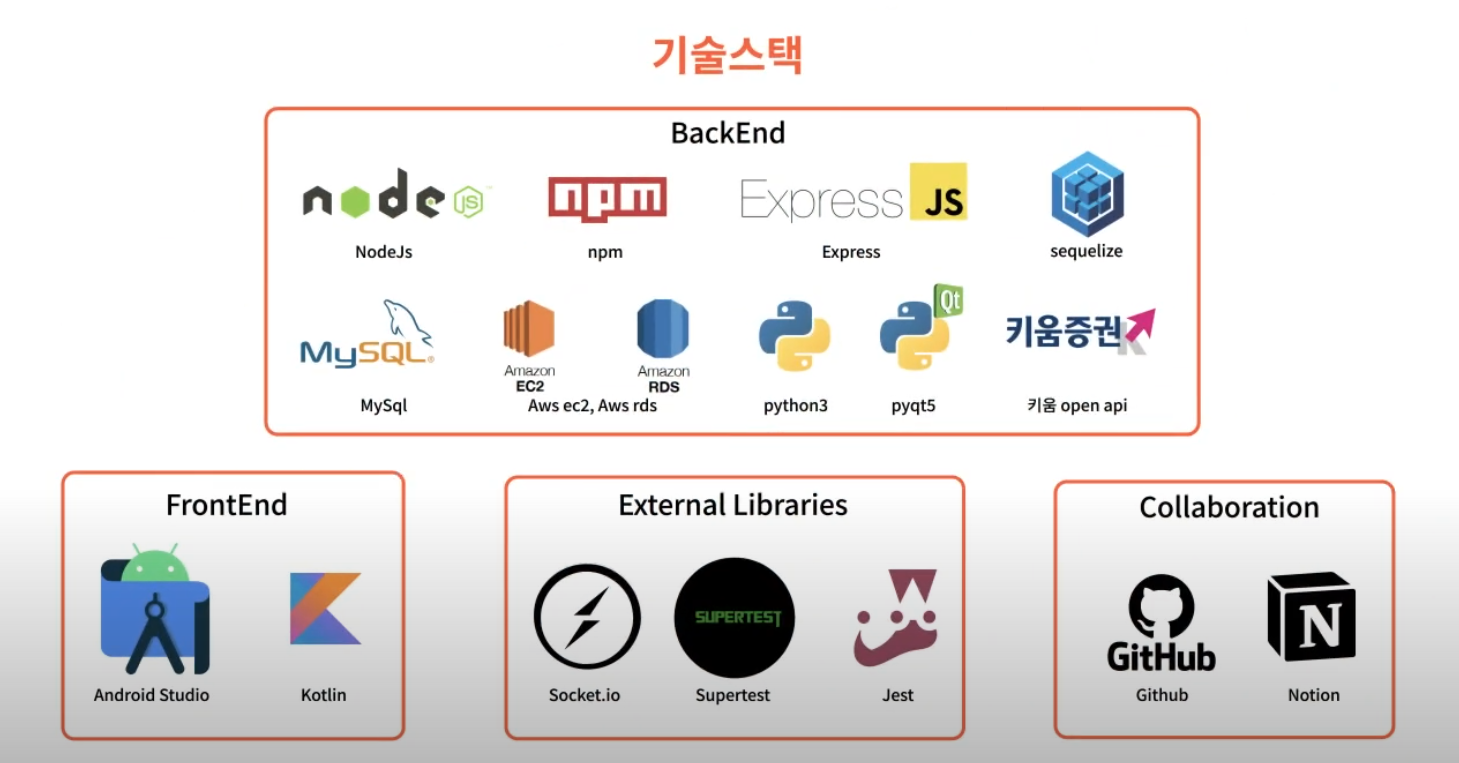 기술스택
BackEnd
node JS ™
npm
Express JS
NodeJs
npm
Express
sequelize
MySQL®
Amazon EC2
Amazon RDS
Qt
키움증권 K
MySql
Aws ec2, Aws rds
python3
pyqt5
키움 open api
FrontEnd
Android Studio
Kotlin
External Libraries
SUPERTEST
Socket.io
Supertest
Jest
Collaboration
GitHub
N
Github
Notion